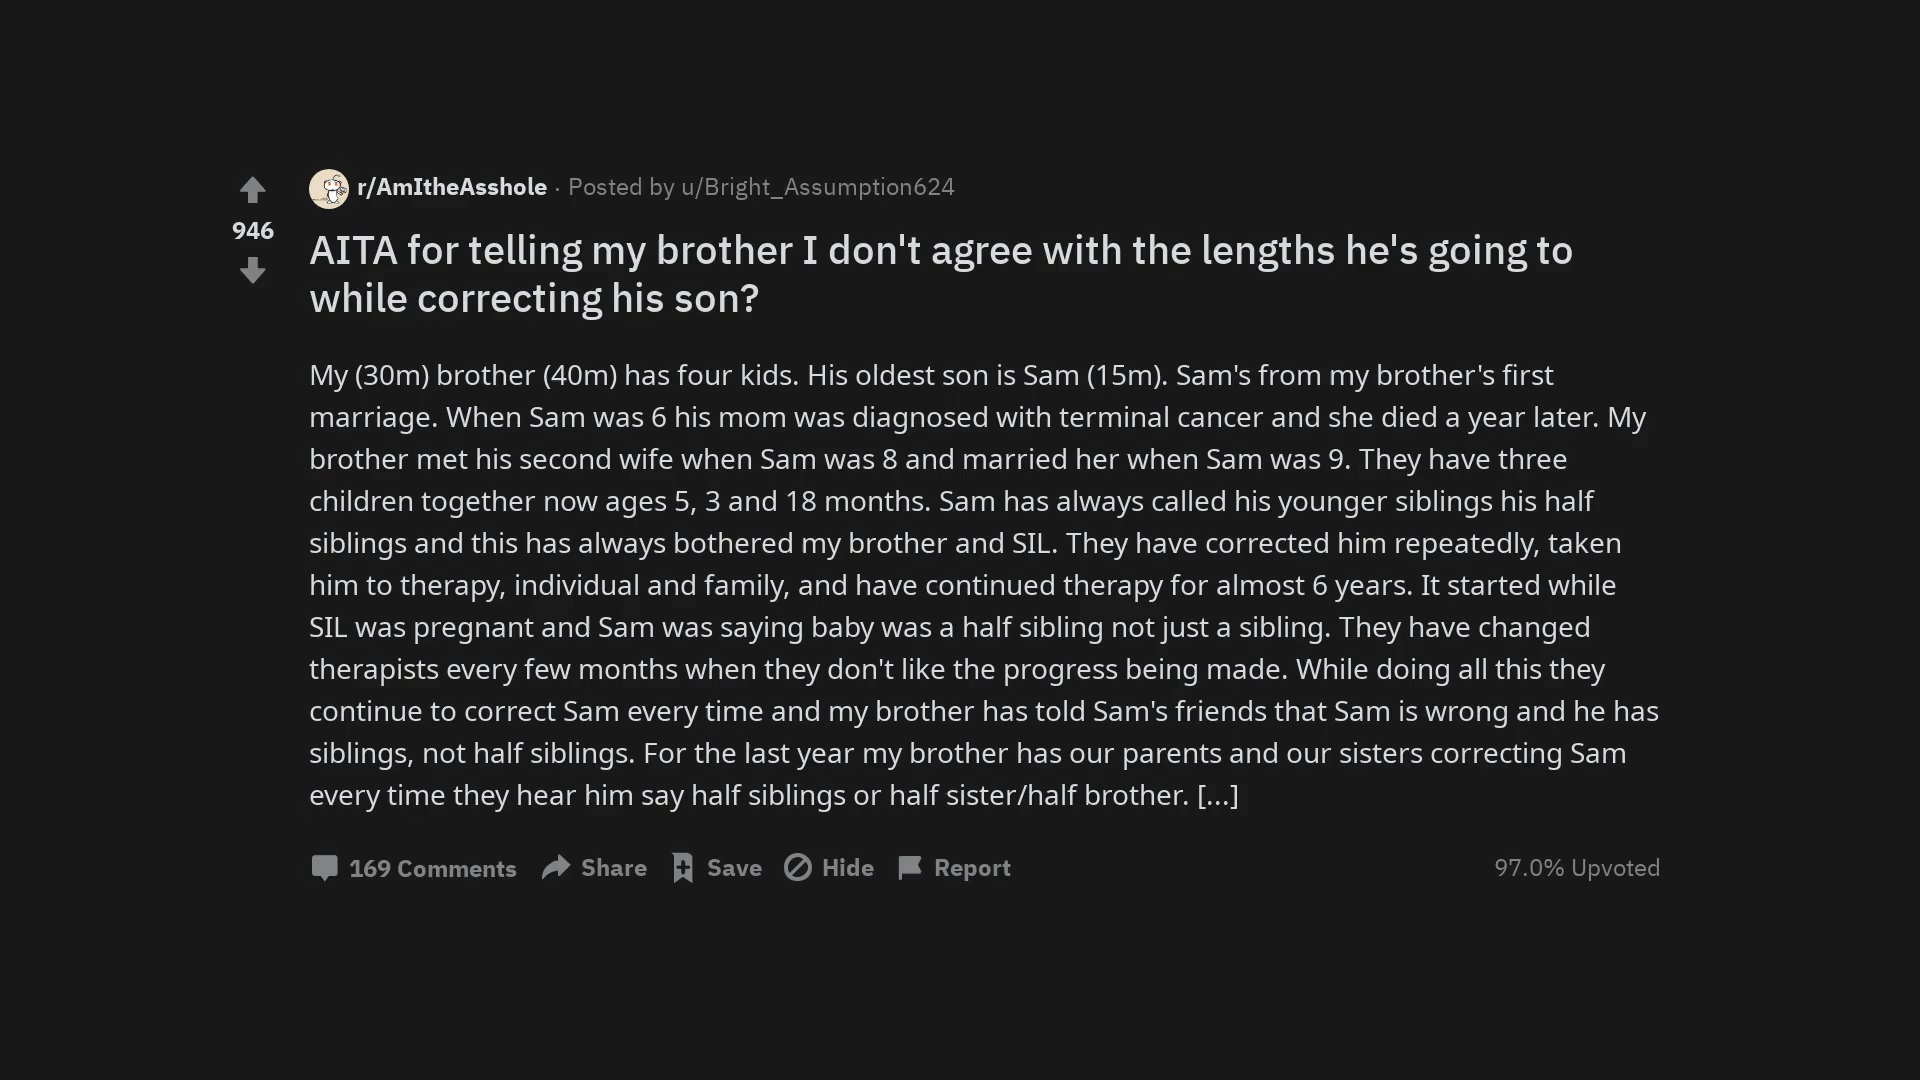 r/AmItheAsshole · Posted by u/Bright_Assumption624
946
AITA for telling my brother I don't agree with the lengths he's going to
while correcting his son?
My (30m) brother (40m) has four kids. His oldest son is Sam (15m). Sam's from my brother's first
marriage. When Sam was 6 his mom was diagnosed with terminal cancer and she died a year later. My
brother met his second wife when Sam was 8 and married her when Sam was 9. They have three
children together now ages 5, 3 and 18 months. Sam has always called his younger siblings his half
siblings and this has always bothered my brother and SIL. They have corrected him repeatedly, taken
him to therapy, individual and family, and have continued therapy for almost 6 years. It started while
SIL was pregnant and Sam was saying baby was a half sibling not just a sibling. They have changed
therapists every few months when they don't like the progress being made. While doing all this they
continue to correct Sam every time and my brother has told Sam's friends that Sam is wrong and he has
siblings, not half siblings. For the last year my brother has our parents and our sisters correcting Sam
every time they hear him say half siblings or half sister/half brother. [...]
169 Comments Share Save Hide Report 97.0% Upvoted